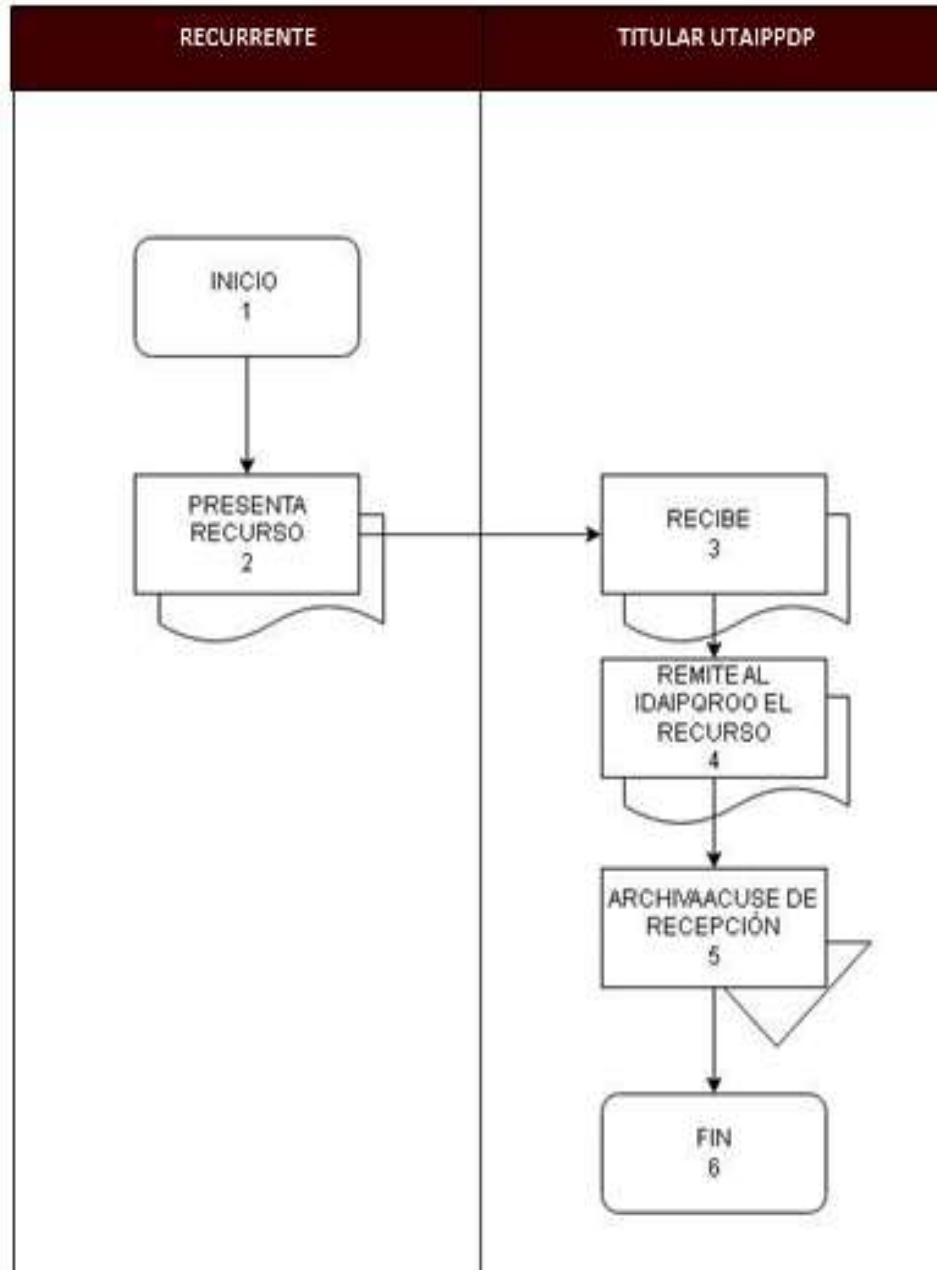 RECURRENTE
TITULAR UTAIPPDP
INICIO
1
PRESENTA
RECURSO
2
RECIBE
3
REMITE AL
IDAIPQROO EL
RECURSO
4
ARCHIVAACUSE DE
RECEPCIÓN
5
FIN
6